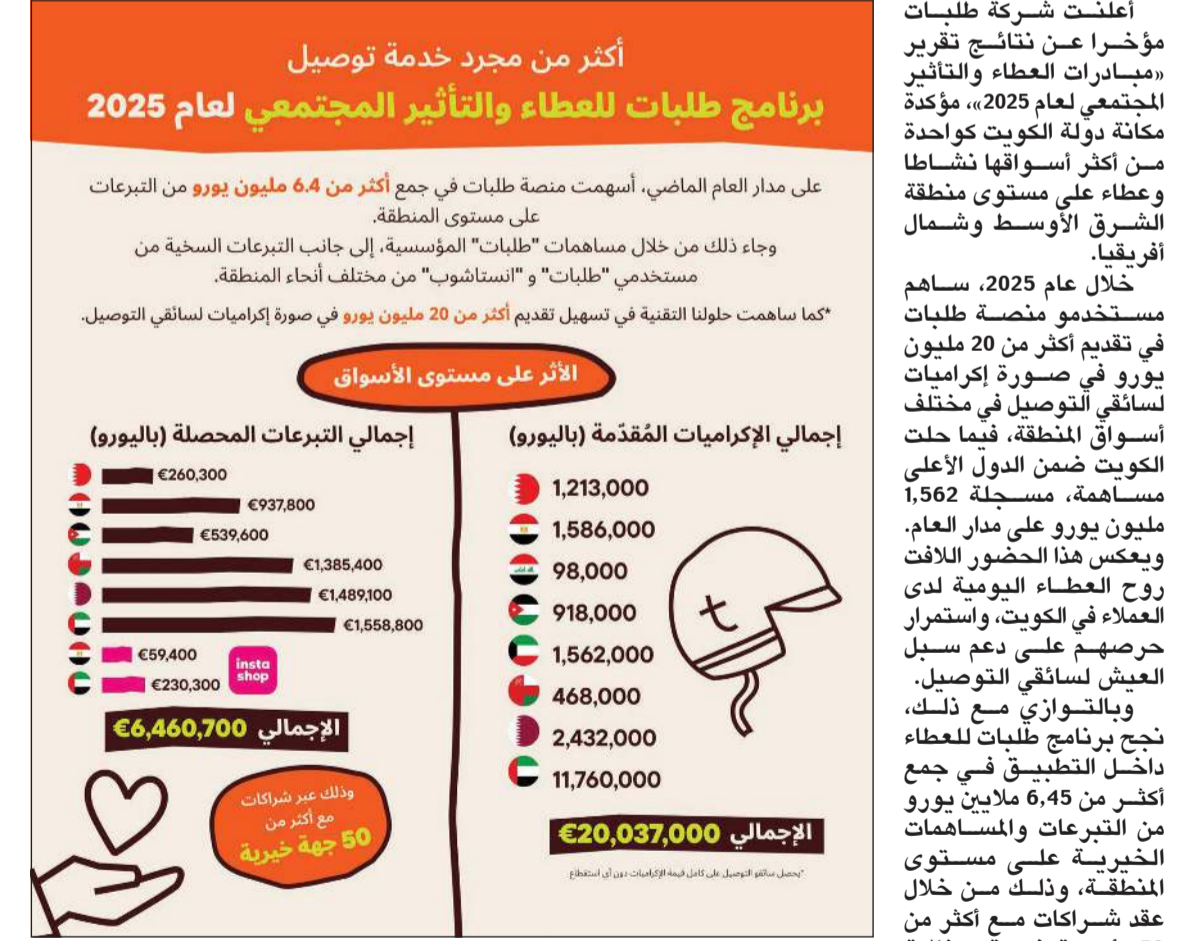 أعلنت شركة طلبات
مؤخرا عن نتائج تقرير
«مبادرات العطاء والتأثير
المجتمعي لعام 2025»، مؤكدة
مكانة دولة الكويت كواحدة
من أكثر أسواقها نشاطا
وعطاء على مستوى منطقة
الشرق الأوسط وشمال
أفريقيا.
خلال عام 2025، ساهم
مستخدمو منصة طلبات
في تقديم أكثر من 20 مليون
يورو في صورة إكراميات
لسائقي التوصيل في مختلف
أسواق المنطقة، فيما حلت
الكويت ضمن الدول الأعلى
مساهمة، مسجلة 1,562
مليون يورو على مدار العام.
ويعكس هذا الحضور اللافت
روح العطاء اليومية لدى
العملاء في الكويت، واستمرار
حرصهم على دعم سبل
العيش لسائقي التوصيل.
وبالتوازي مع ذلك،
نجح برنامج طلبات للعطاء
داخل التطبيق في جمع
أكثر من 6,45 ملايين يورو
من التبرعات والمساهمات
الخيرية على مستوى
المنطقة، وذلك من خلال
عقد شراكات مع أكثر من
أكثر من مجرد خدمة توصيل
برنامج طلبات للعطاء والتأثير المجتمعي لعام 2025
على مدار العام الماضي، أسهمت منصة طلبات في جمع أكثر من 6.4 مليون يورو من التبرعات
على مستوى المنطقة.
وجاء ذلك من خلال مساهمات "طلبات" المؤسسية، إلى جانب التبرعات السخية من
مستخدمي "طلبات" و "انستاشوب" من مختلف أنحاء المنطقة.
*كما ساهمت حلولنا التقنية في تسهيل تقديم أكثر من 20 مليون يورو في صورة إكراميات لسائقي التوصيل.
الأثر على مستوى الأسواق
إجمالي الإكراميات المُقدّمة (باليورو)
1,213,000
1,586,000
98,000
918,000
1,562,000
468,000
2,432,000
11,760,000
t
الإجمالي €20,037,000
*يحصل سائقو التوصيل على كامل قيمة الإكراميات دون أي استقطاع
إجمالي التبرعات المحصلة (باليورو)
€260,300
€937,800
€539,600
€1,385,400
€1,489,100
€1,558,800
€59,400
€230,300
insta
shop
الإجمالي €6,460,700
وذلك عبر شراكات
مع أكثر من
50 جهة خيرية